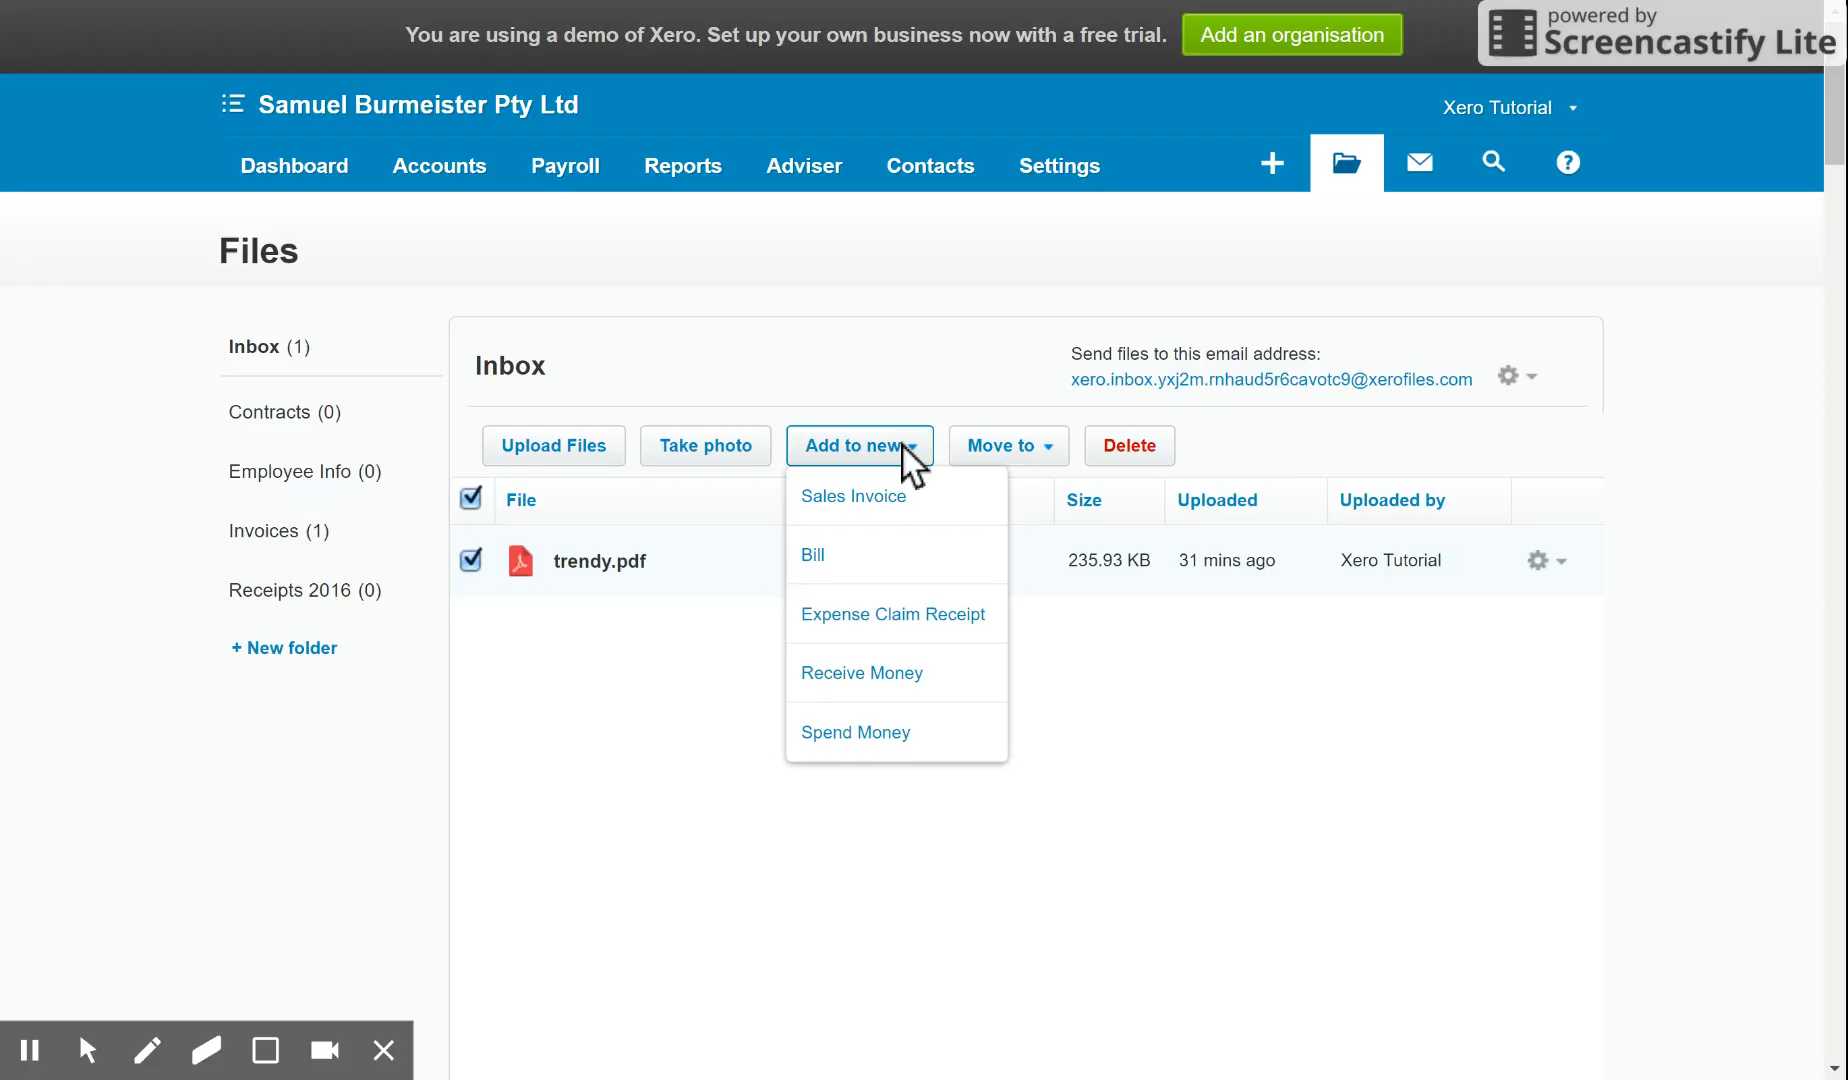 You are using a demo of Xero. Set up your own business now with a free trial.
Add an organisation
powered by
Screencastify Lite
Samuel Burmeister Pty Ltd
Xero Tutorial
Dashboard Accounts Payroll Reports Adviser Contacts Settings
Files
Inbox (1)
Contracts (0)
Employee Info (0)
Invoices (1)
Receipts 2016 (0)
+ New folder
Inbox
Send files to this email address:
xero.inbox.yxj2m.rnhaud5r6cavotc9@xerofiles.com
Upload Files Take photo Add to new Move to Delete
File Size Uploaded Uploaded by
trendy.pdf 235.93 KB 31 mins ago Xero Tutorial
Sales Invoice
Bill
Expense Claim Receipt
Receive Money
Spend Money